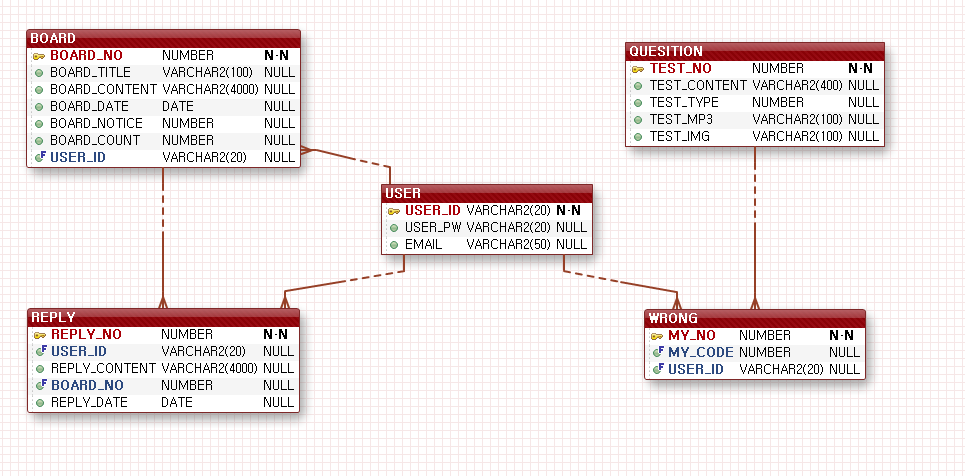 BOARD
BOARD_NO NUMBER N-N
BOARD_TITLE VARCHAR2(100) NULL
BOARD_CONTENT VARCHAR2(4000) NULL
BOARD_DATE DATE NULL
BOARD_NOTICE NUMBER NULL
BOARD_COUNT NUMBER NULL
F USER_ID VARCHAR2(20) NULL
QUESITION
TEST_NO NUMBER N-N
TEST_CONTENT VARCHAR2(400) NULL
TEST_TYPE NUMBER NULL
TEST_MP3 VARCHAR2(100) NULL
TEST_IMG VARCHAR2(100) NULL
USER
USER_ID VARCHAR2(20) N-N
USER_PW VARCHAR2(20) NULL
EMAIL VARCHAR2(50) NULL
REPLY
REPLY_NO NUMBER N-N
F USER_ID VARCHAR2(20) NULL
REPLY_CONTENT VARCHAR2(4000) NULL
F BOARD_NO NUMBER NULL
REPLY_DATE DATE NULL
WRONG
MY_NO NUMBER N-N
F MY_CODE NUMBER NULL
F USER_ID VARCHAR2(20) NULL